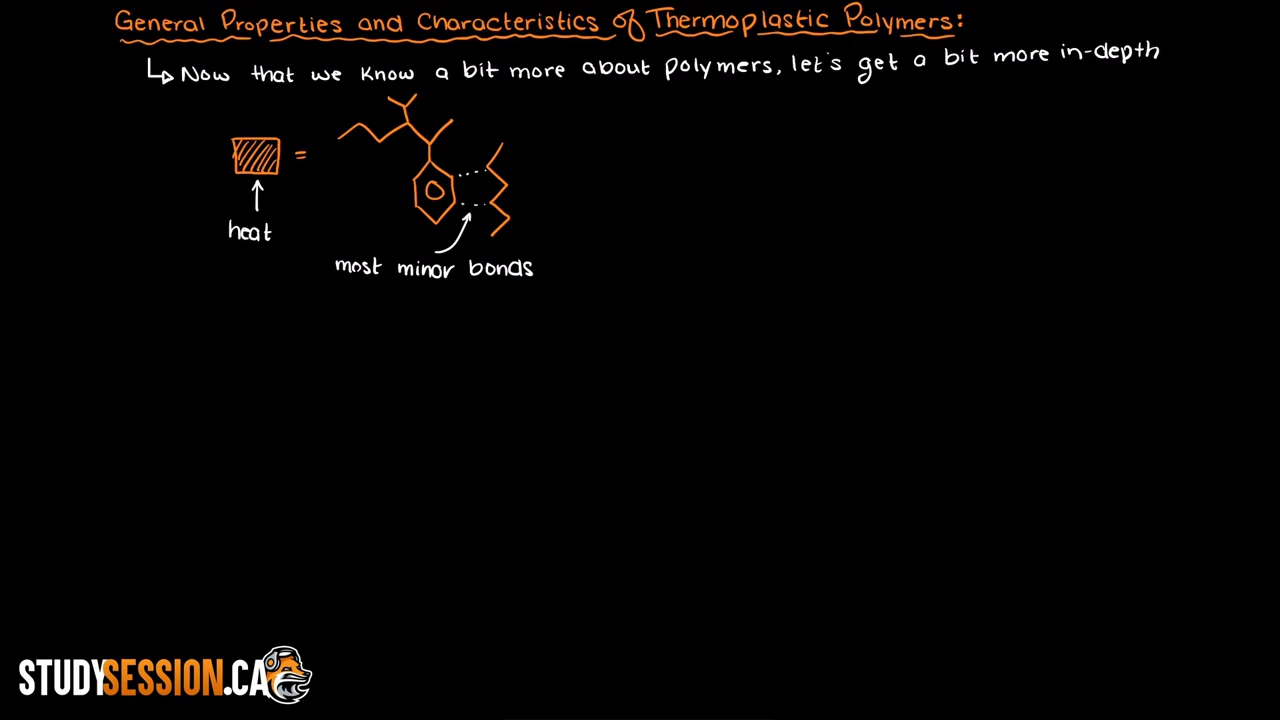 General Properties and Characteristics of Thermoplastic Polymers:
↳ Now that we know a bit more about polymers, let's get a bit more in-depth
=
heat
most minor bonds
STUDYSESSION.CA